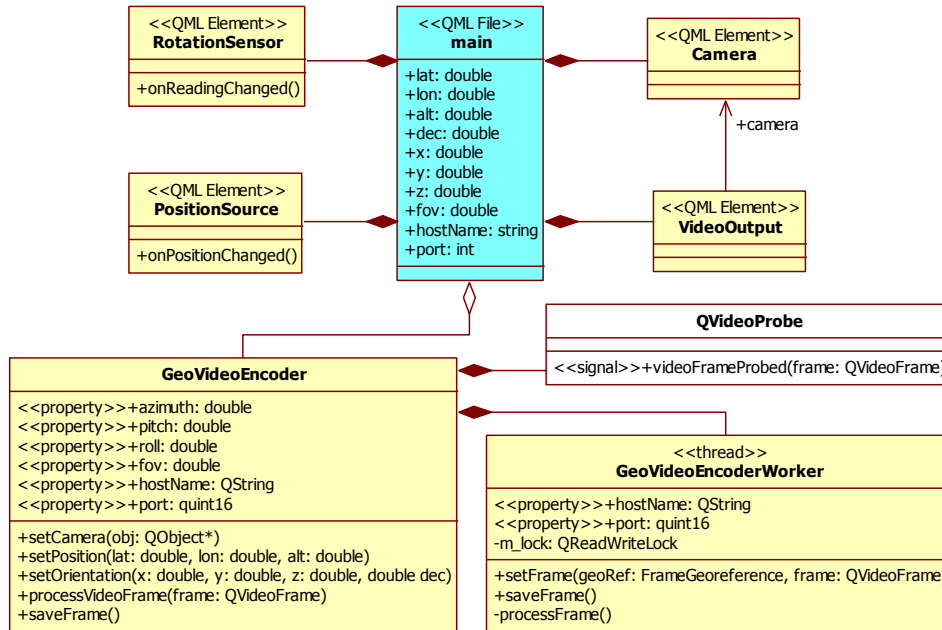 <<QML Element>>
RotationSensor
+onReadingChanged()
<<QML File>>
main
+lat: double
+lon: double
+alt: double
+dec: double
+x: double
+y: double
+z: double
+fov: double
+hostName: string
+port: int
<<QML Element>>
Camera
+camera
<<QML Element>>
PositionSource
+onPositionChanged()
<<QML Element>>
VideoOutput
QVideoProbe
<<signal>>+videoFrameProbed(frame: QVideoFrame)
GeoVideoEncoder
<<property>>+azimuth: double
<<property>>+pitch: double
<<property>>+roll: double
<<property>>+fov: double
<<property>>+hostName: QString
<<property>>+port: quint16
+setCamera(obj: QObject*)
+setPosition(lat: double, lon: double, alt: double)
+setOrientation(x: double, y: double, z: double, double dec)
+processVideoFrame(frame: QVideoFrame)
+saveFrame()
<<thread>>
GeoVideoEncoderWorker
<<property>>+hostName: QString
<<property>>+port: quint16
-m_lock: QReadWriteLock
+setFrame(geoRef: FrameGeoreference, frame: QVideoFrame
+saveFrame()
-processFrame()